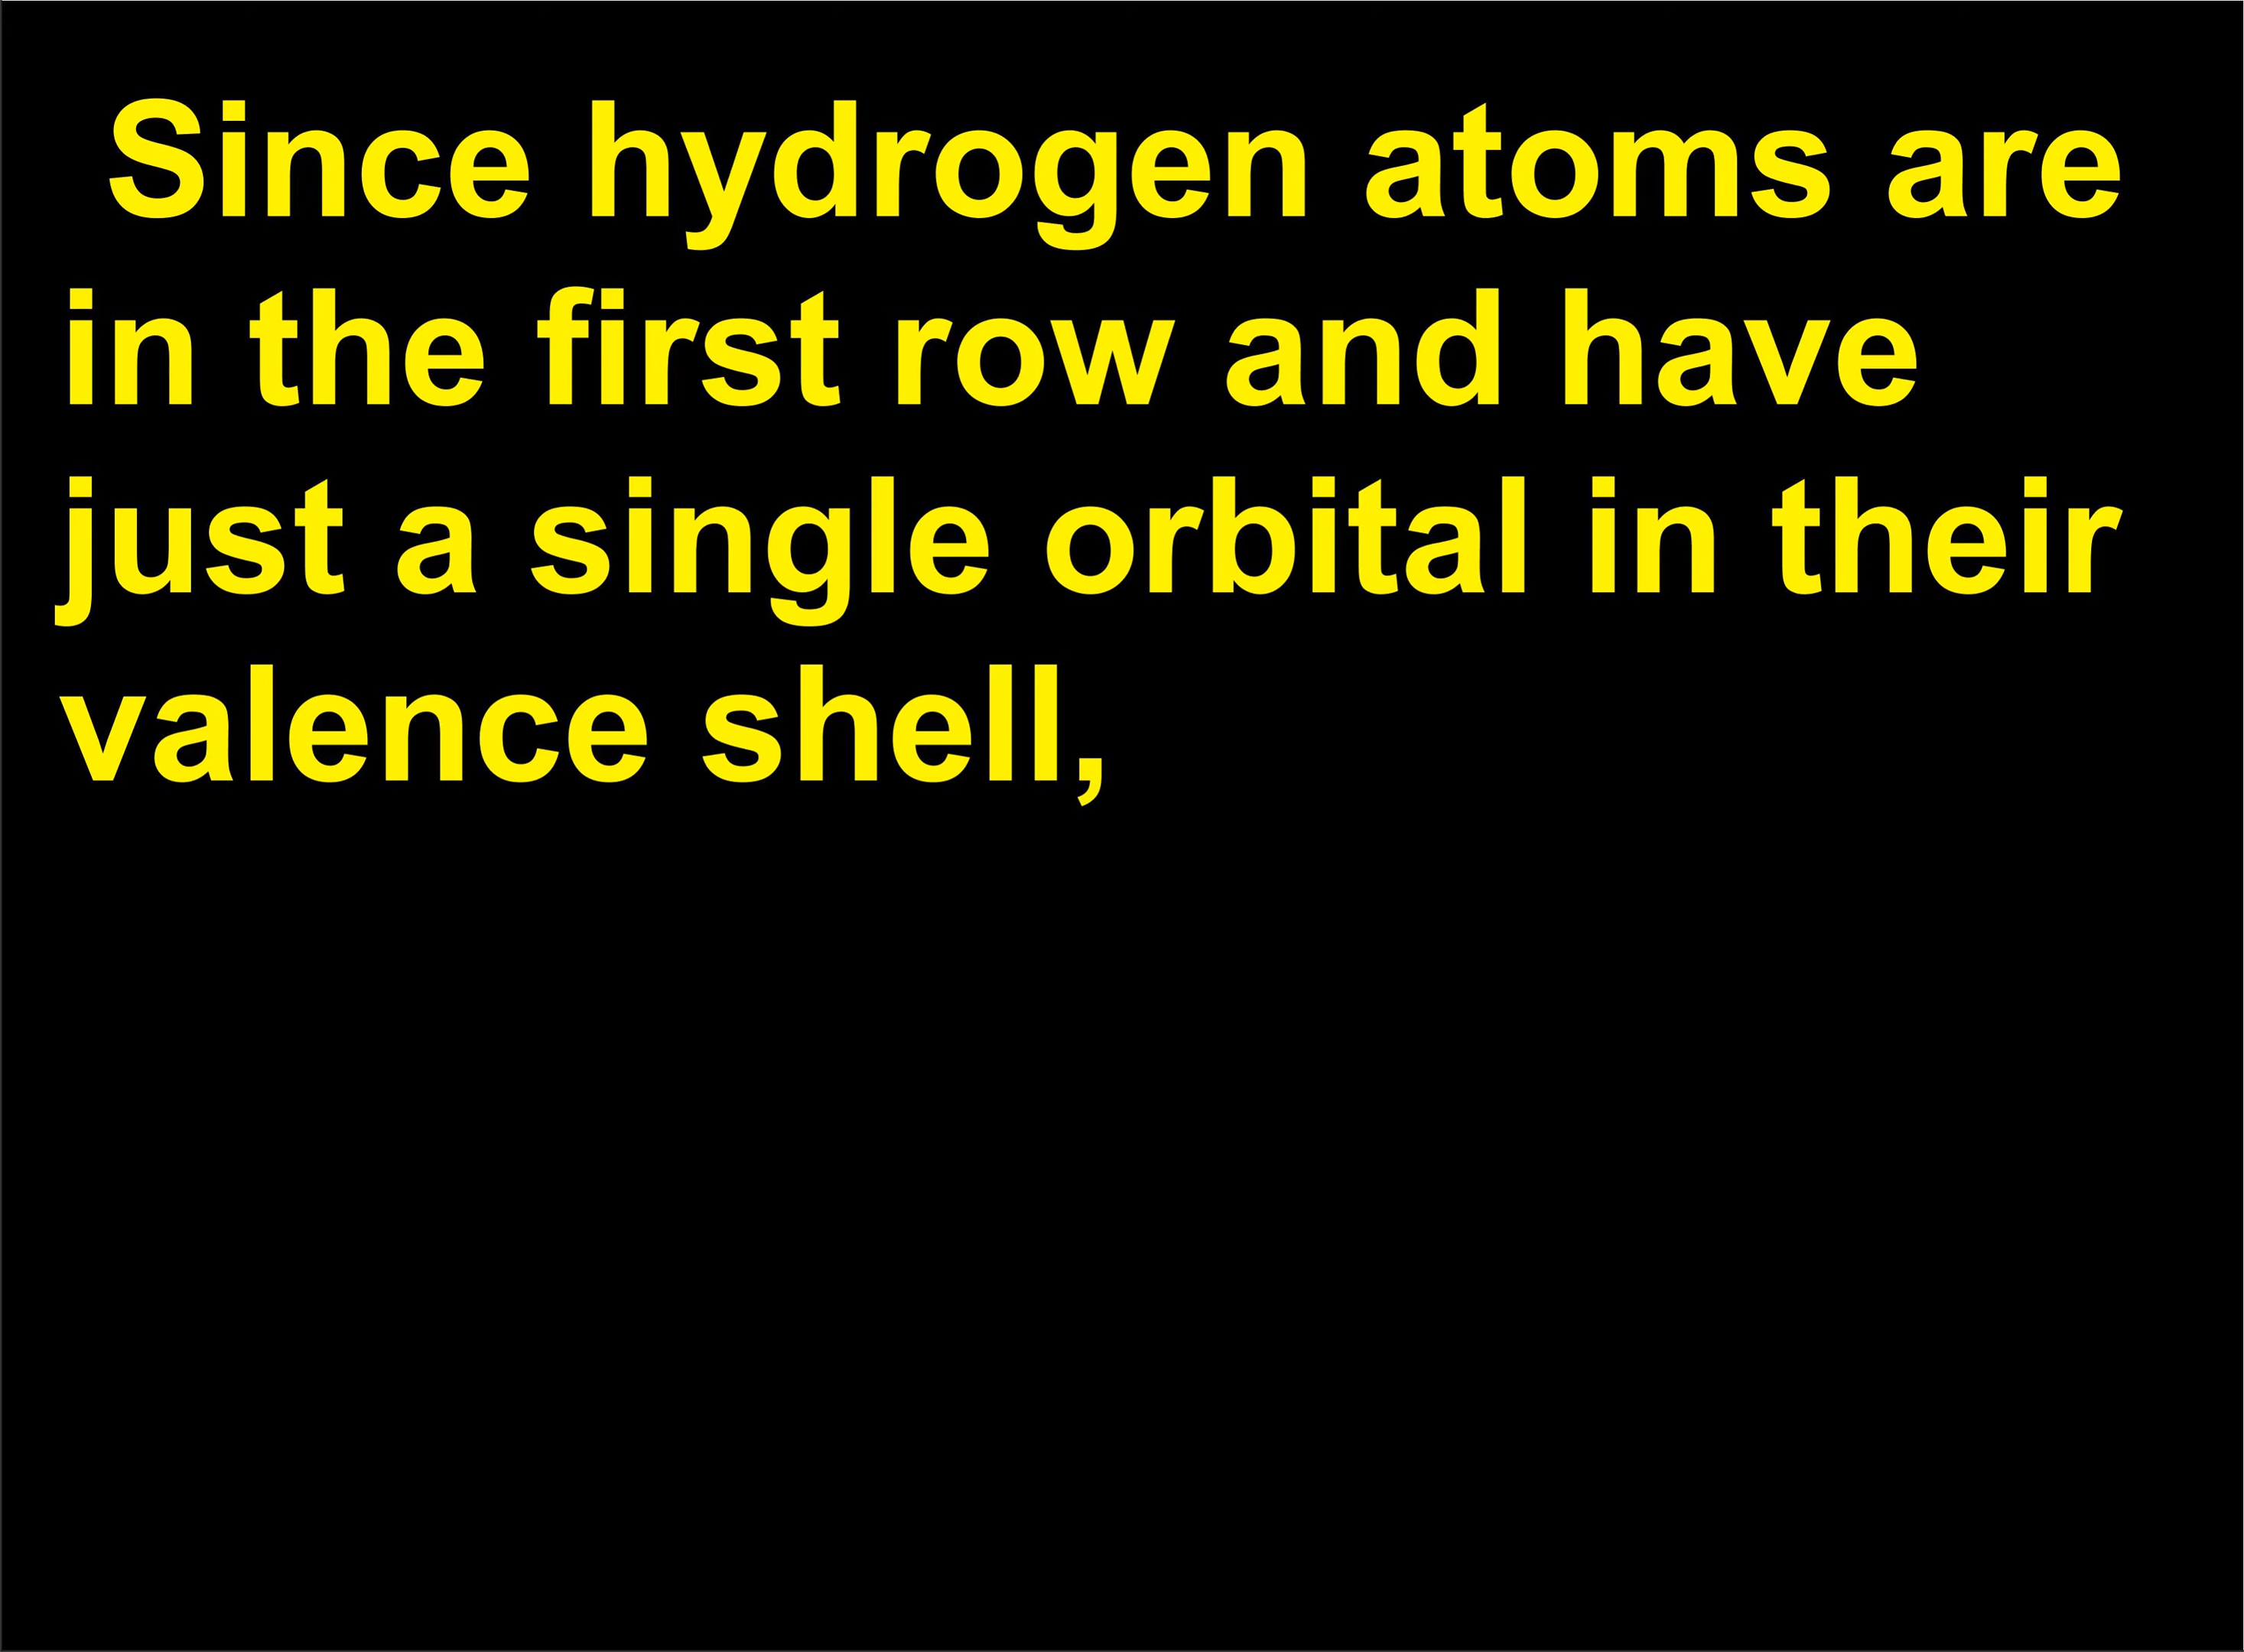 Since hydrogen atoms are
in the first row and have
just a single orbital in their
valence shell,